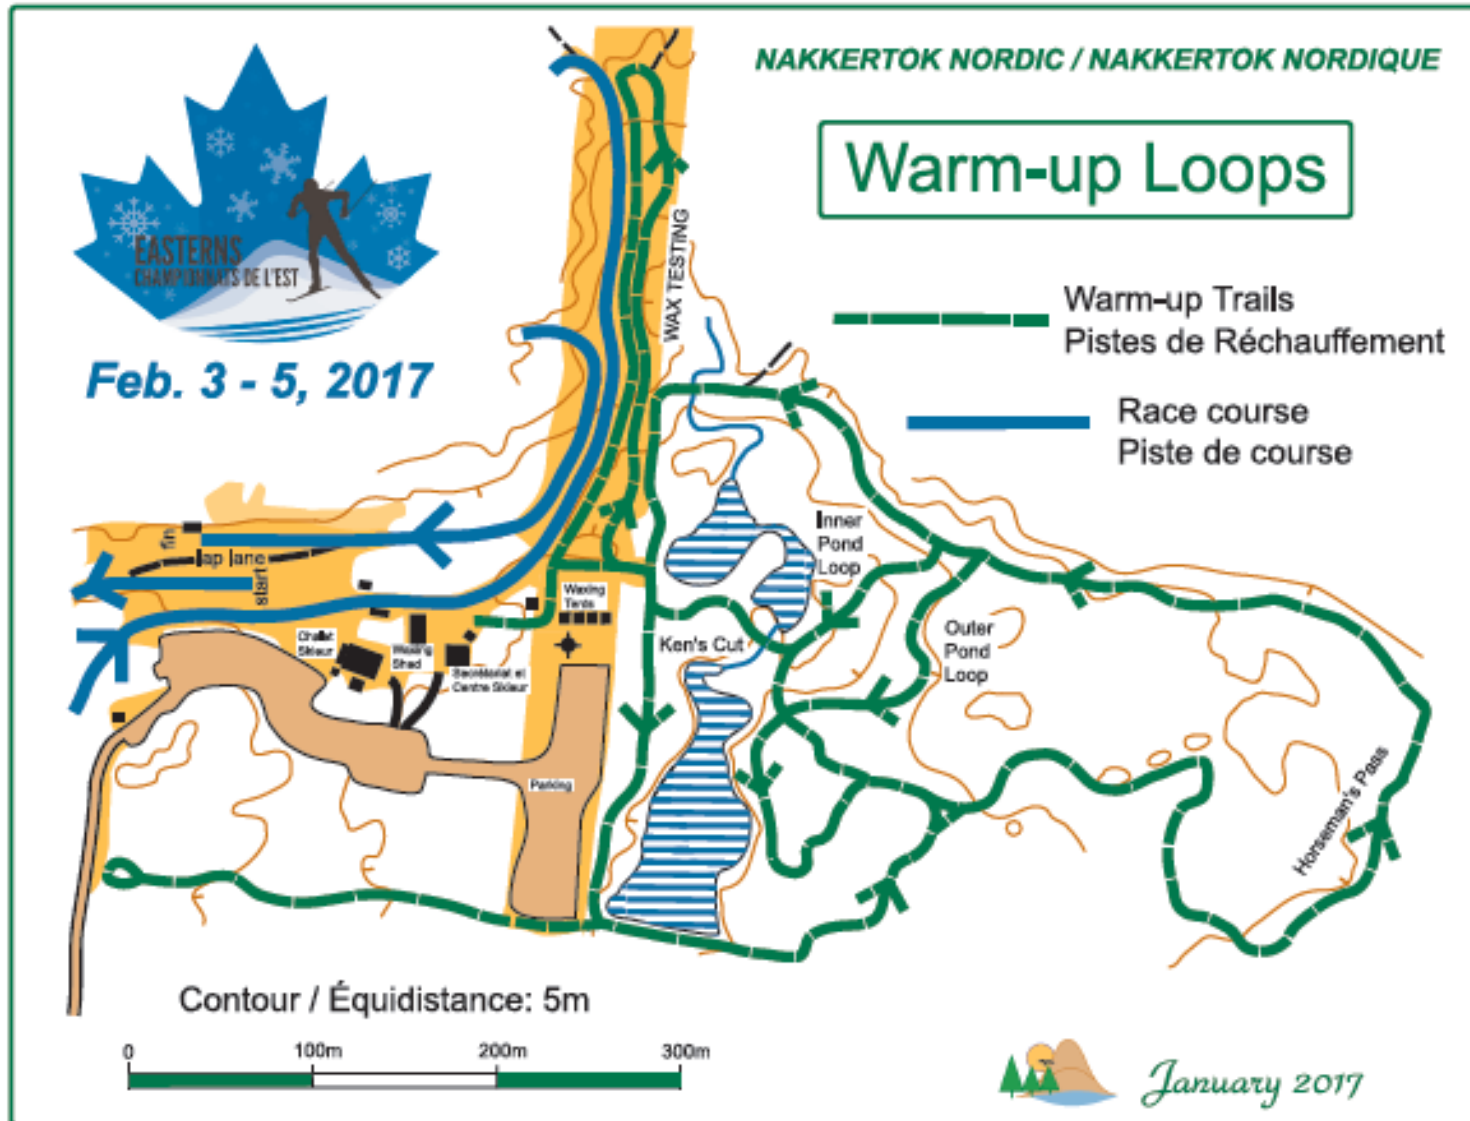 NAKKERTOK NORDIC / NAKKERTOK NORDIQUE
Warm-up Loops
EASTERNS
CHAMPIONNATS DE L'EST
Feb. 3 - 5, 2017
Warm-up Trails
Pistes de Réchauffement
Race course
Piste de course
WAX TESTING
fin
lap lane
start
Inner
Pond
Loop
Waxing
Tents
Chalet
Skieur
Waxing
Shed
Secrétariat et
Centre Skieur
Ken's Cut
Outer
Pond
Loop
Parking
Horseman's Pass
Contour / Équidistance: 5m
0 100m 200m 300m
January 2017